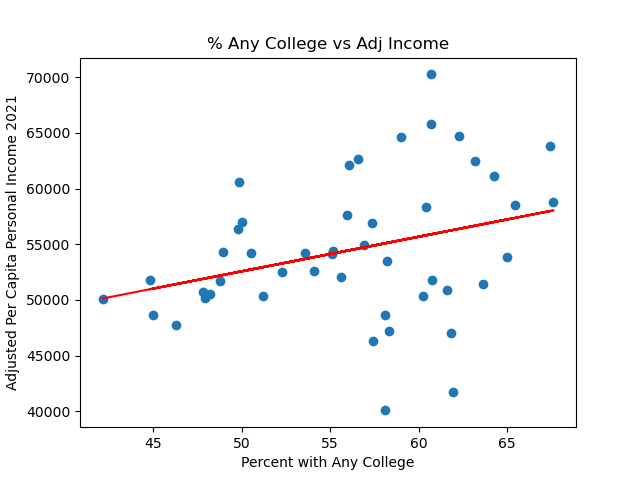 % Any College vs Adj Income
Adjusted Per Capita Personal Income 2021
70000
65000
60000
55000
50000
45000
40000
45 50 55 60 65
Percent with Any College